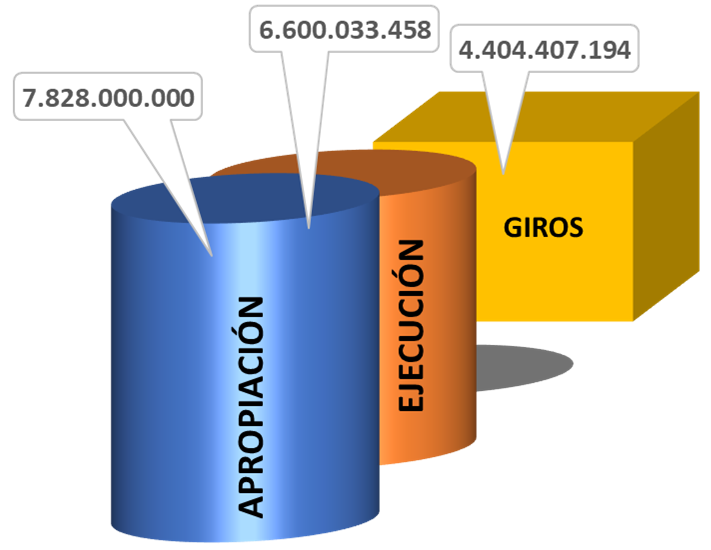 6.600.033.458
4.404.407.194
7.828.000.000
GIROS
EJECUCIÓN
APROPIACIÓN